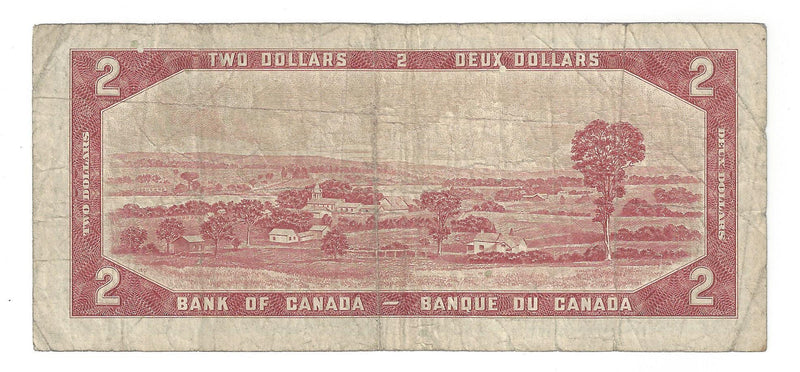 2 TWO DOLLARS 2 DEUX DOLLARS 2
TWO DOLLARS
DEUX DOLLARS
2 BANK OF CANADA — BANQUE DU CANADA 2